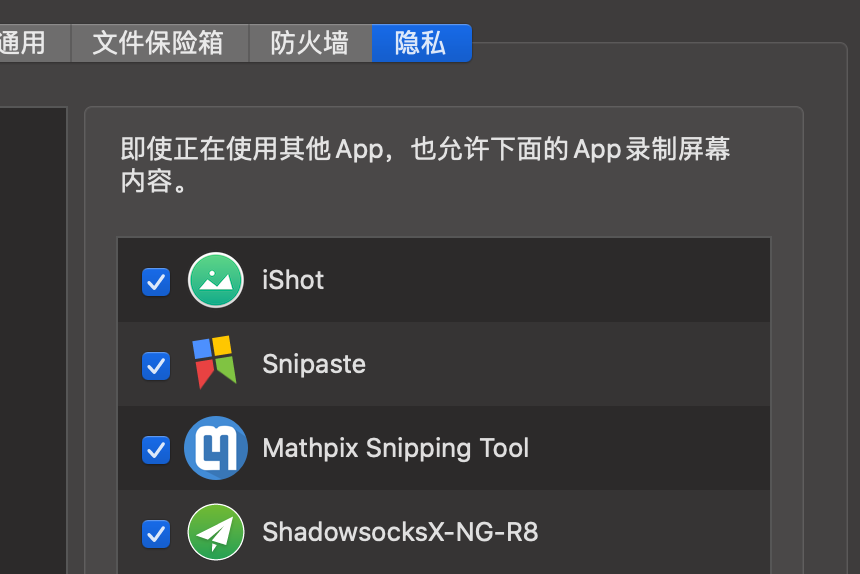 通用 文件保险箱 防火墙 隐私
即使正在使用其他 App，也允许下面的 App 录制屏幕
内容。
iShot
Snipaste
Mathpix Snipping Tool
ShadowsocksX-NG-R8